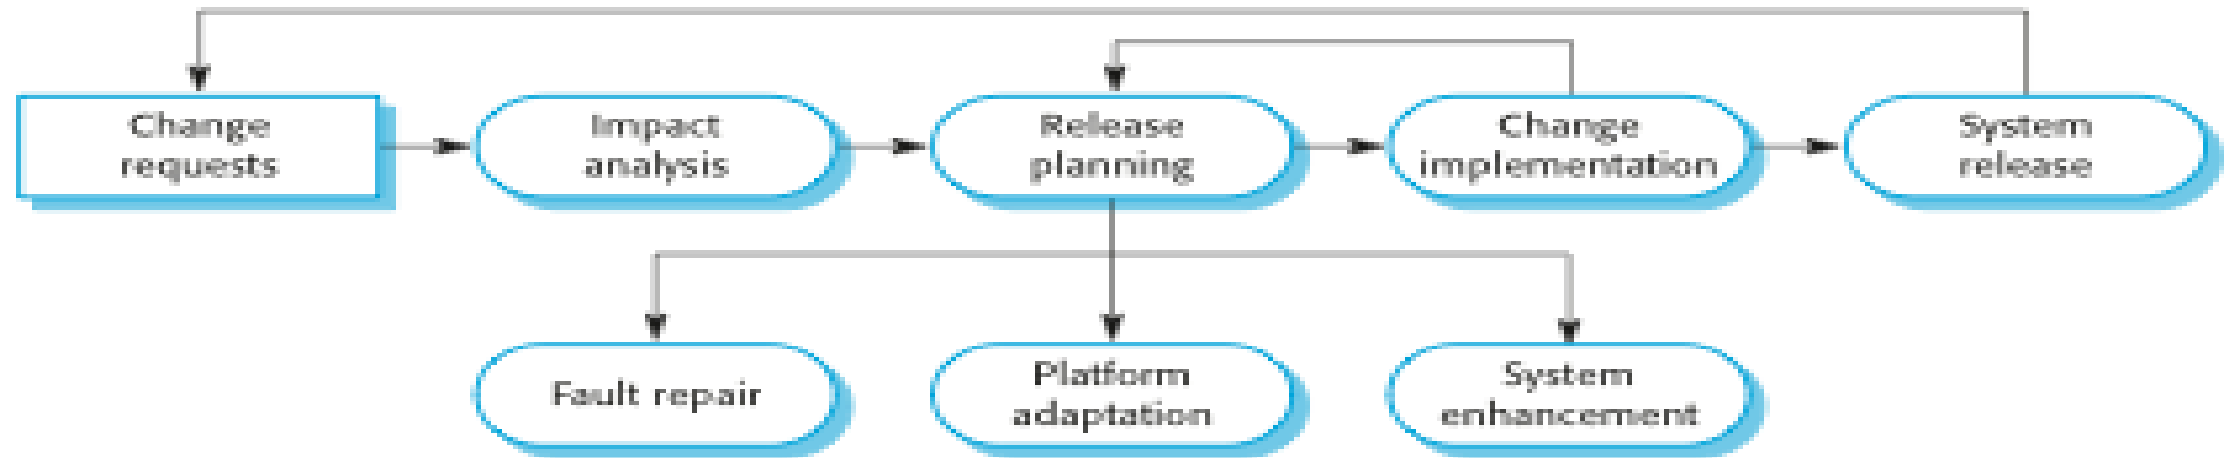 Change
requests
Impact
analysis
Release
planning
Change
implementation
System
release
Fault repair
Platform
adaptation
System
enhancement